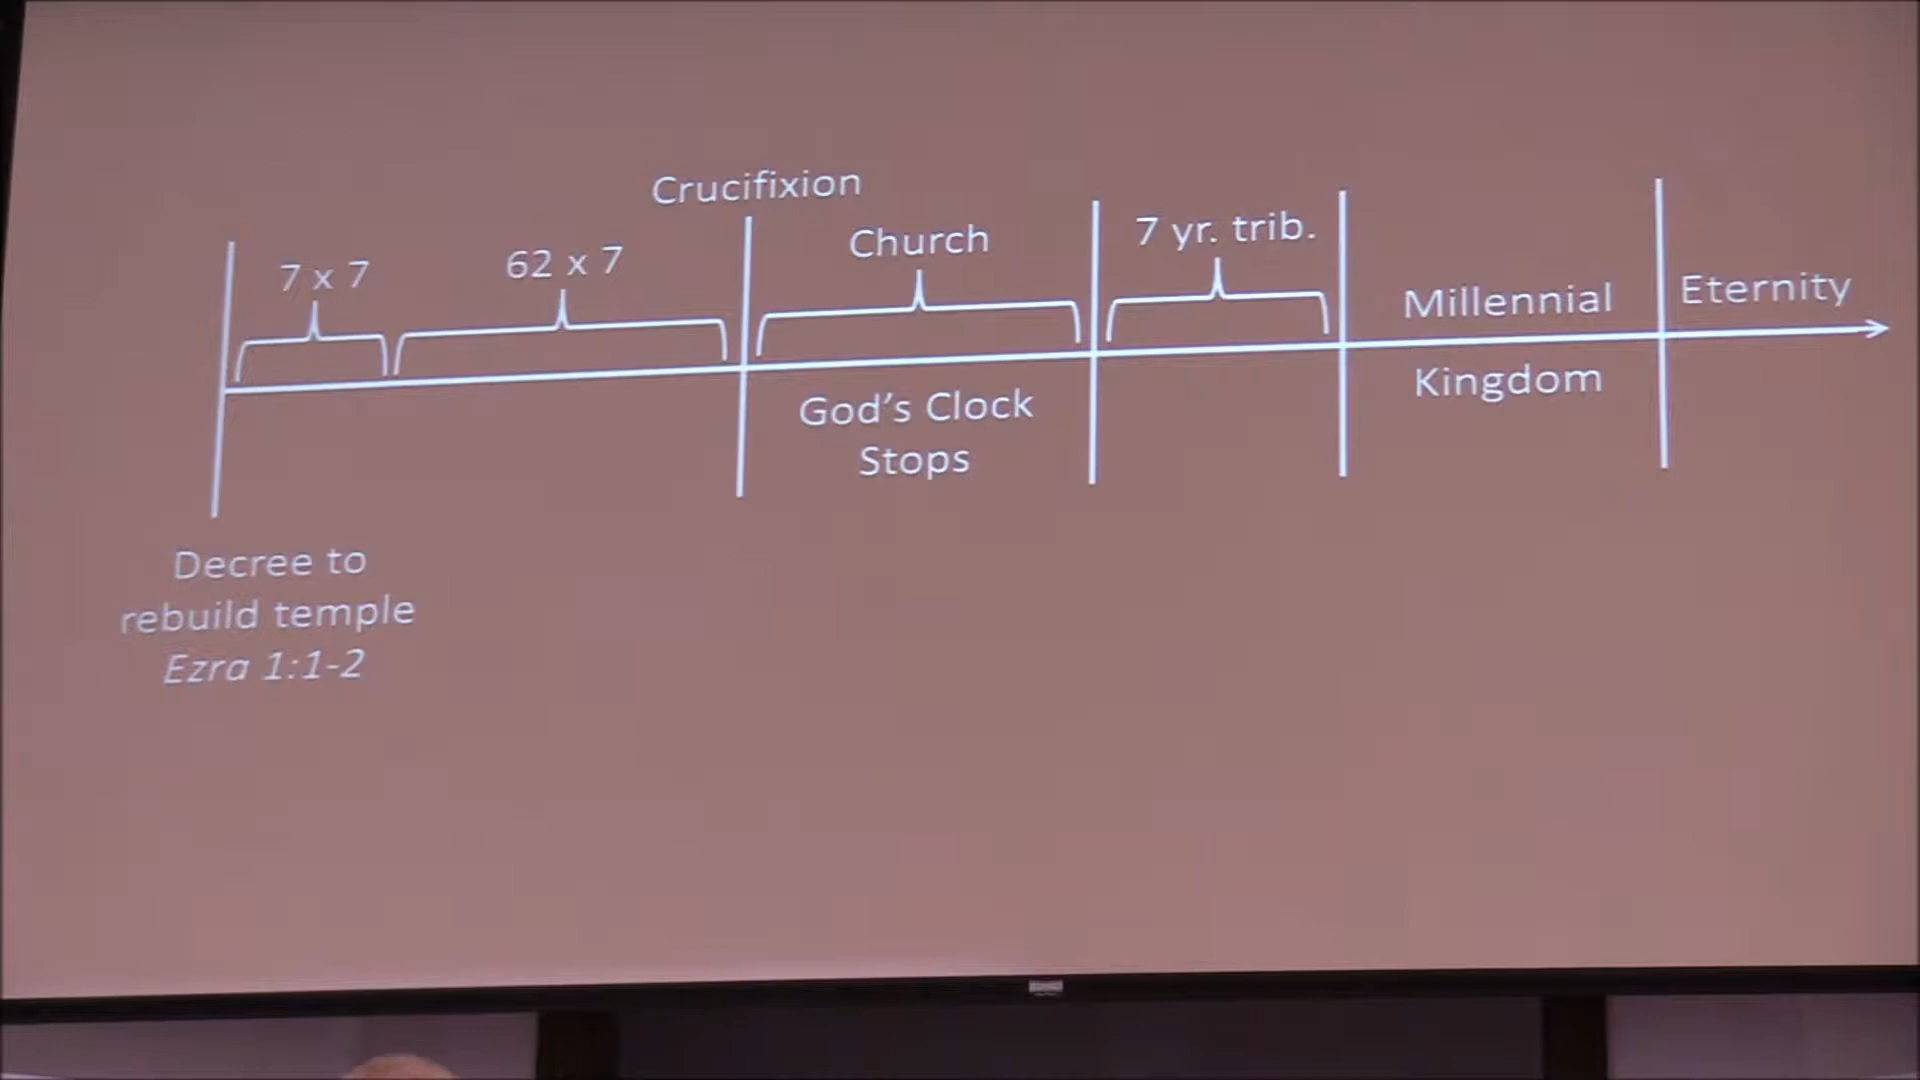 Crucifixion
7 x 7
62 x 7
Church
7 yr. trib.
Millennial
Kingdom
Eternity
God's Clock
Stops
Decree to
rebuild temple
Ezra 1:1-2